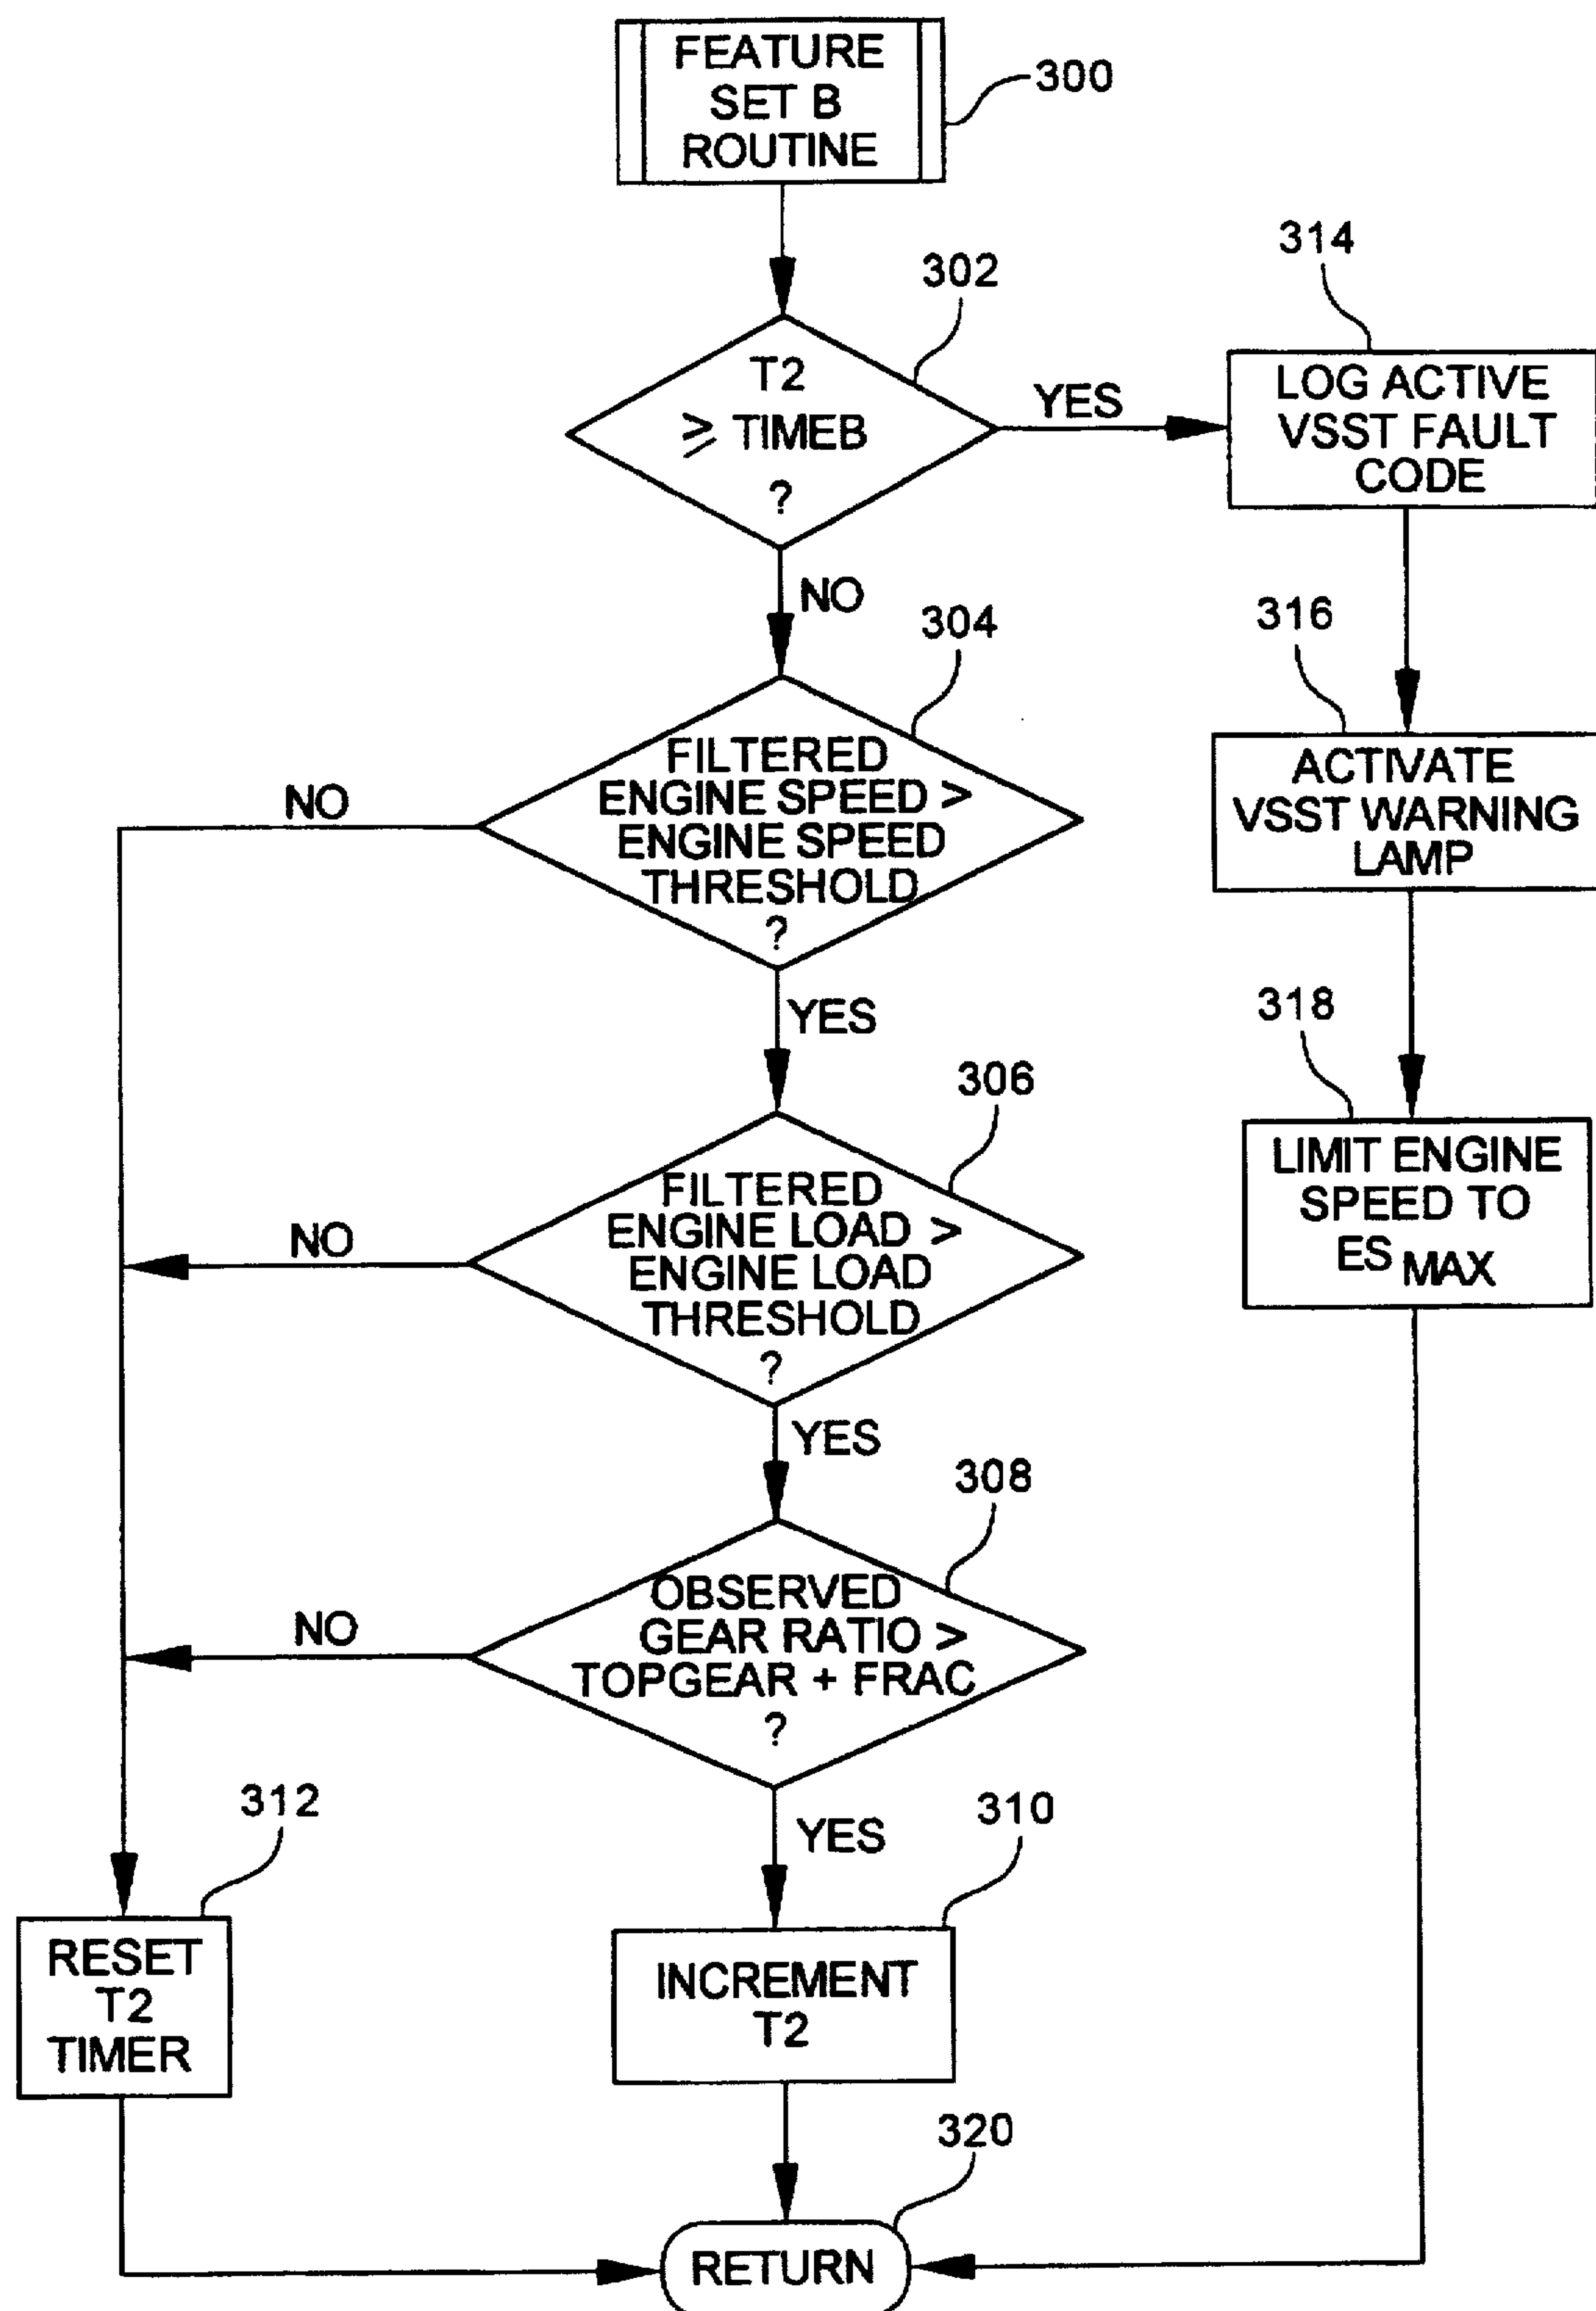 FEATURE
SET B
ROUTINE
300
302
T2
≥ TIMEB
?
YES
314
LOG ACTIVE
VSST FAULT
CODE
NO
304
FILTERED
ENGINE SPEED >
ENGINE SPEED
THRESHOLD
?
NO
316
ACTIVATE
VSST WARNING
LAMP
YES
306
FILTERED
ENGINE LOAD >
ENGINE LOAD
THRESHOLD
?
NO
318
LIMIT ENGINE
SPEED TO
ES MAX
YES
308
OBSERVED
GEAR RATIO >
TOPGEAR + FRAC
?
NO
YES
312
RESET
T2
TIMER
310
INCREMENT
T2
320
RETURN